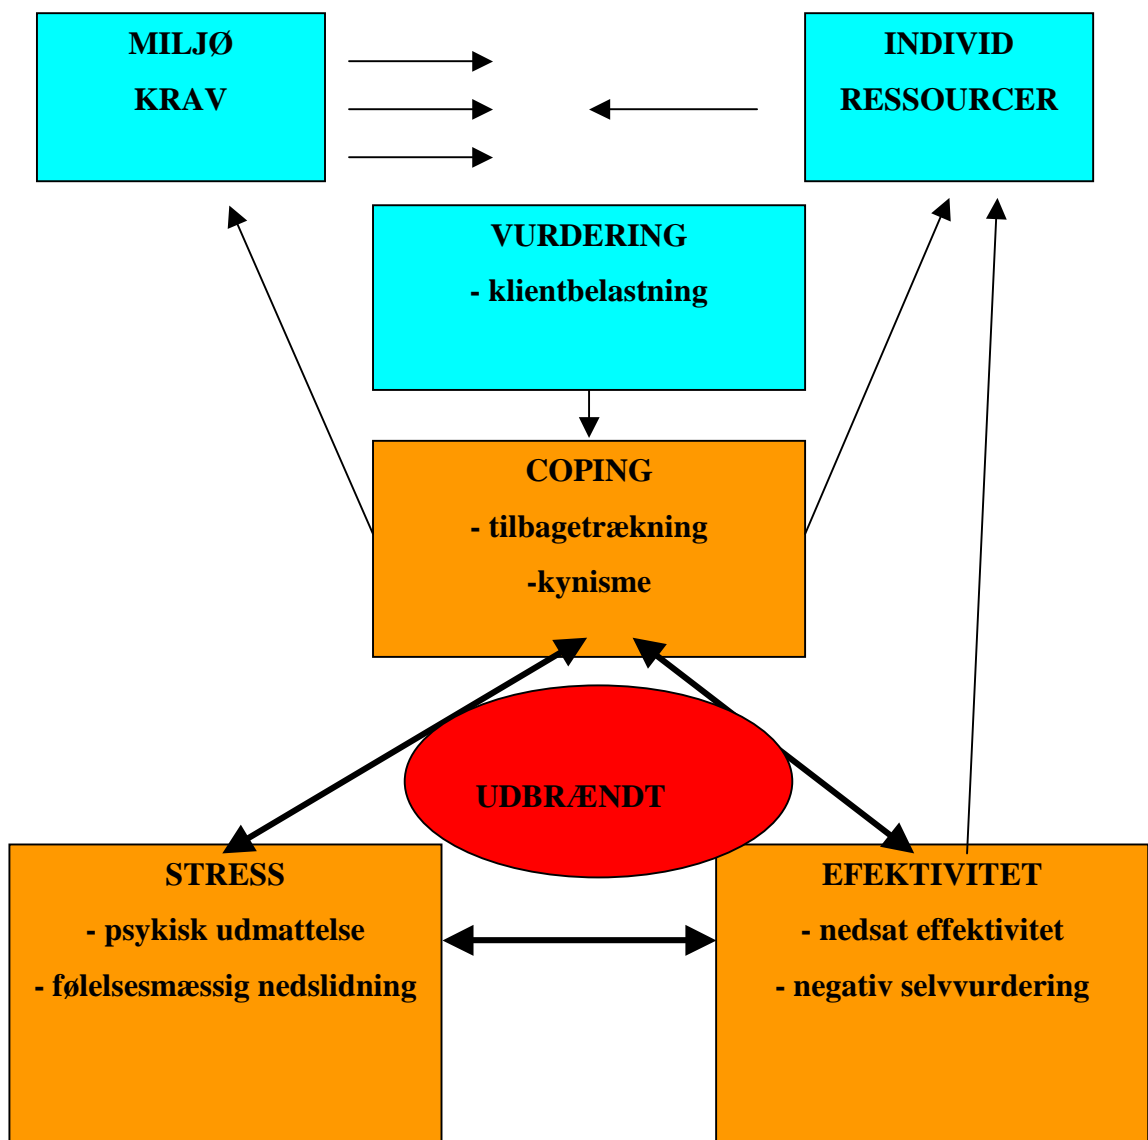 MILJØ
KRAV
INDIVID
RESSOURCER
VURDERING
- klientbelastning
COPING
- tilbagetrækning
-kynisme
UDBRÆNDT
STRESS
- psykisk udmattelse
- følelsesmæssig nedslidning
EFEKTIVITET
- nedsat effektivitet
- negativ selvvurdering